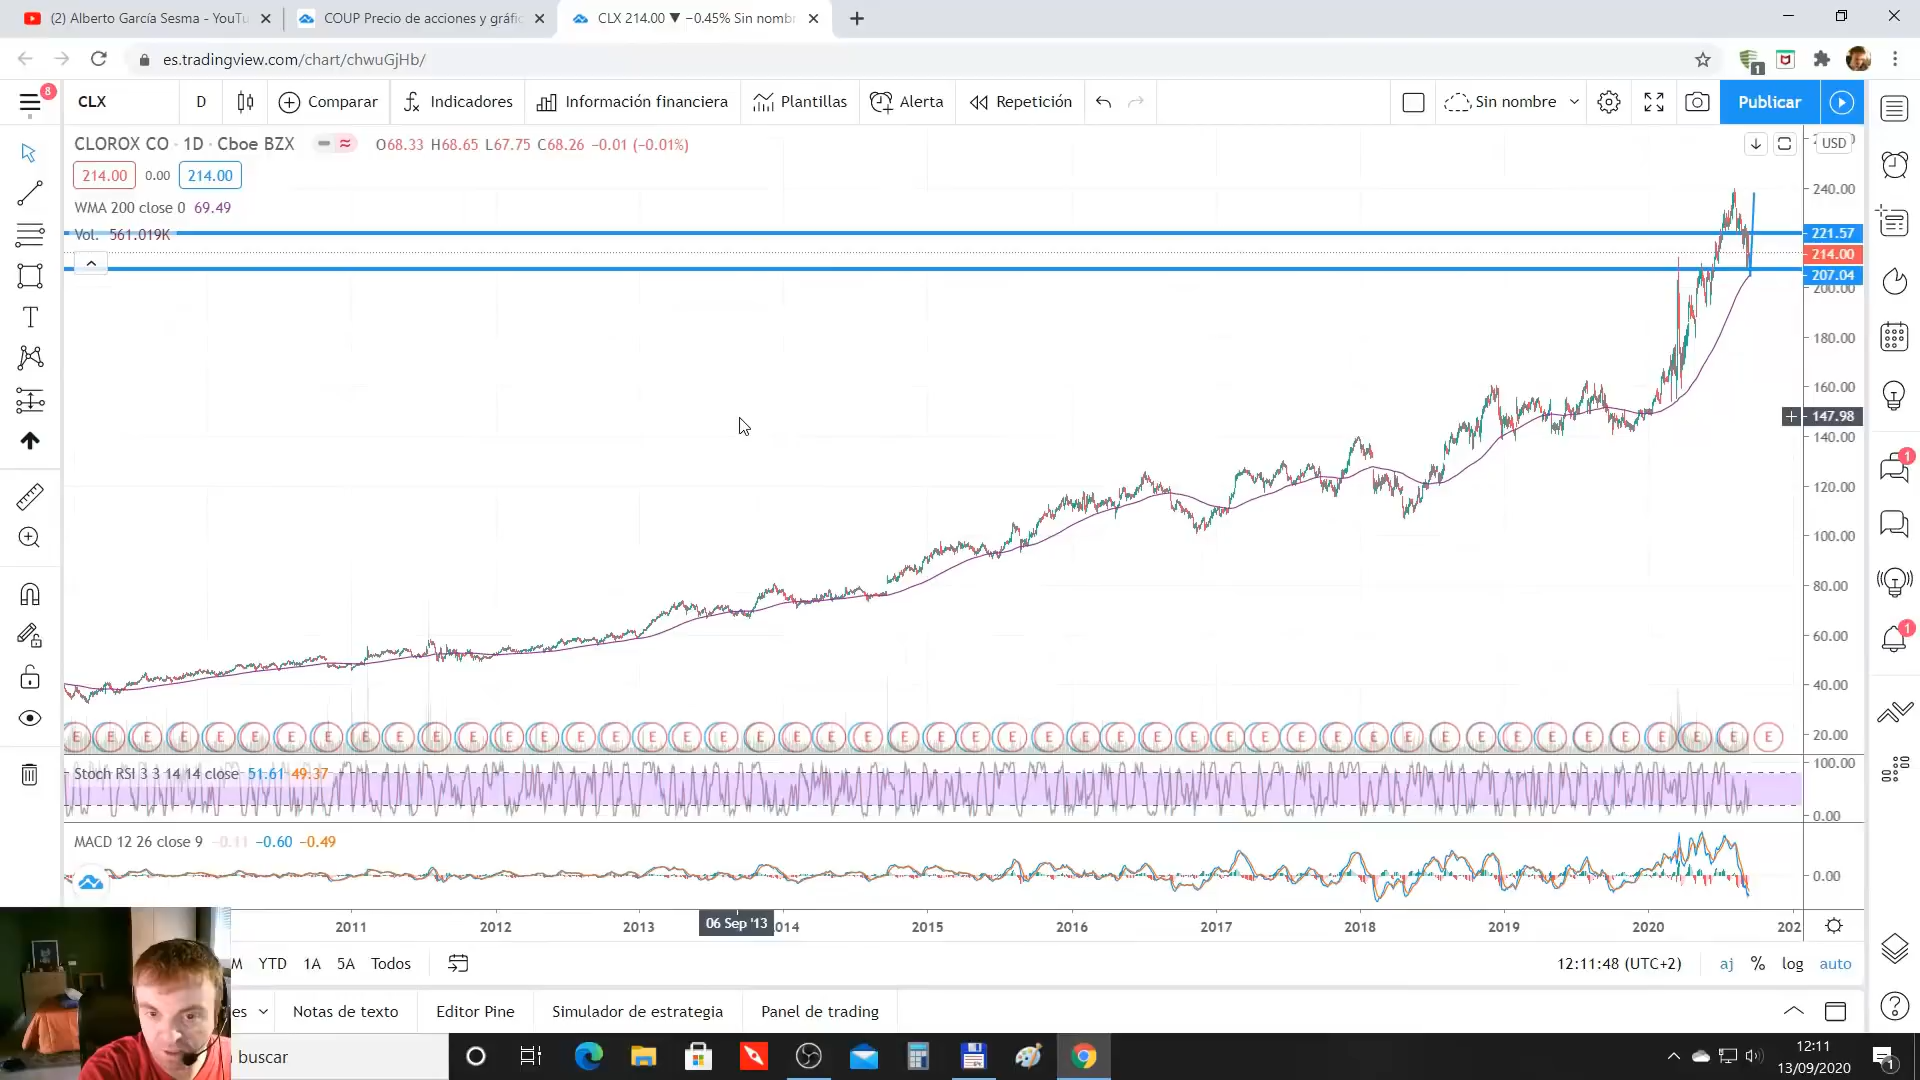 (2) Alberto García Sesma - YouTu
COUP Precio de acciones y gráfic
CLX 214.00 ▼ −0.45% Sin nombr
es.tradingview.com/chart/chwuGjHb/
8
CLX
D
Comparar
Indicadores
Información financiera
Plantillas
Alerta
Repetición
Sin nombre
Publicar
CLOROX CO · 1D · Cboe BZX
O68.33 H68.65 L67.75 C68.26 −0.01 (−0.01%)
USD
214.00 0.00 214.00
WMA 200 close 0 69.49
Vol. 561.019K
240.00
221.57
214.00
207.04
200.00
180.00
160.00
147.98
140.00
120.00
100.00
80.00
60.00
40.00
20.00
E E E E E E E E E E E E E E E E E E E E E E E E E E E E E E E E E E E E E E E E E E E E E E E E
Stoch RSI 3 3 14 14 close 51.61 49.37
100.00
0.00
MACD 12 26 close 9 −0.11 −0.60 −0.49
0.00
2011 2012 2013 06 Sep '13 2014 2015 2016 2017 2018 2019 2020 202
M YTD 1A 5A Todos
12:11:48 (UTC+2) aj % log auto
es Notas de texto Editor Pine Simulador de estrategia Panel de trading
buscar
12:11
13/09/2020
1
1
1
1